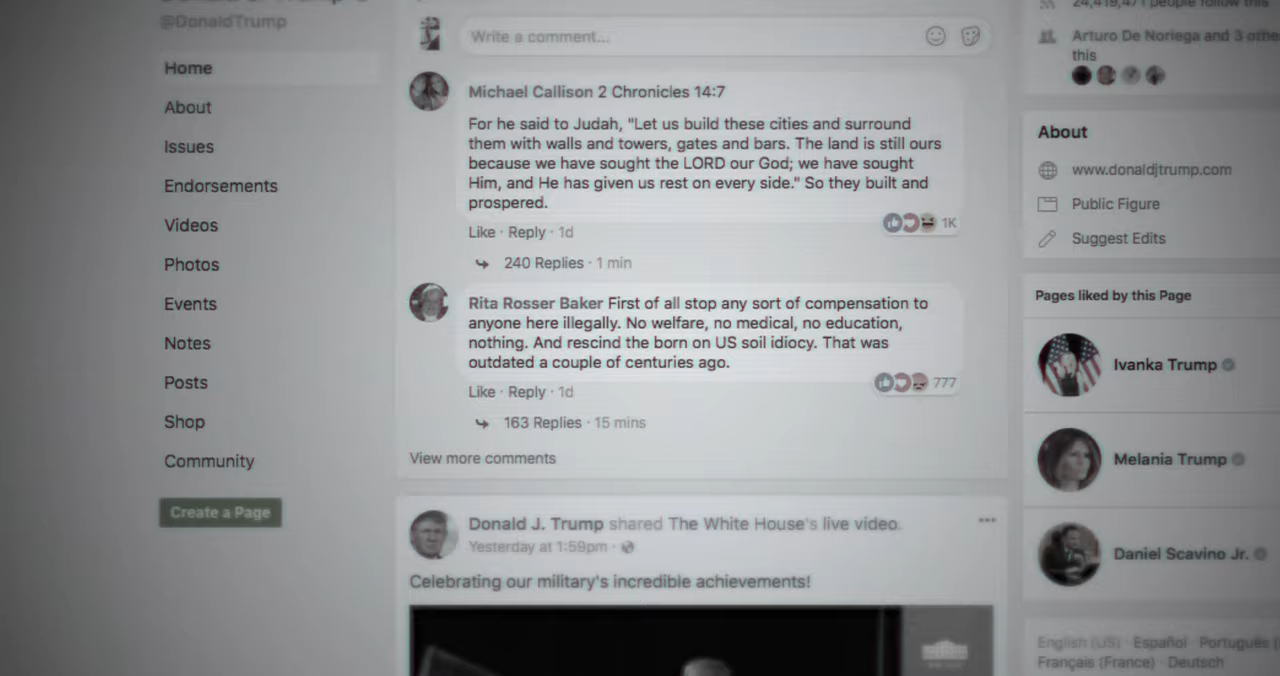 @DonaldTrump
Home
About
Issues
Endorsements
Videos
Photos
Events
Notes
Posts
Shop
Community
Create a Page
Write a comment...
Michael Callison 2 Chronicles 14:7
For he said to Judah, "Let us build these cities and surround
them with walls and towers, gates and bars. The land is still ours
because we have sought the LORD our God; we have sought
Him, and He has given us rest on every side." So they built and
prospered.
1K
Like · Reply · 1d
240 Replies · 1 min
Rita Rosser Baker First of all stop any sort of compensation to
anyone here illegally. No welfare, no medical, no education,
nothing. And rescind the born on US soil idiocy. That was
outdated a couple of centuries ago.
777
Like · Reply · 1d
163 Replies · 15 mins
View more comments
Donald J. Trump shared The White House's live video.
Yesterday at 1:59pm ·
Celebrating our military's incredible achievements!
24,419,471 people follow this
Arturo De Noriega and 3 othe
this
About
www.donaldjtrump.com
Public Figure
Suggest Edits
Pages liked by this Page
Ivanka Trump
Melania Trump
Daniel Scavino Jr.
English (US) · Español · Português
Français (France) · Deutsch